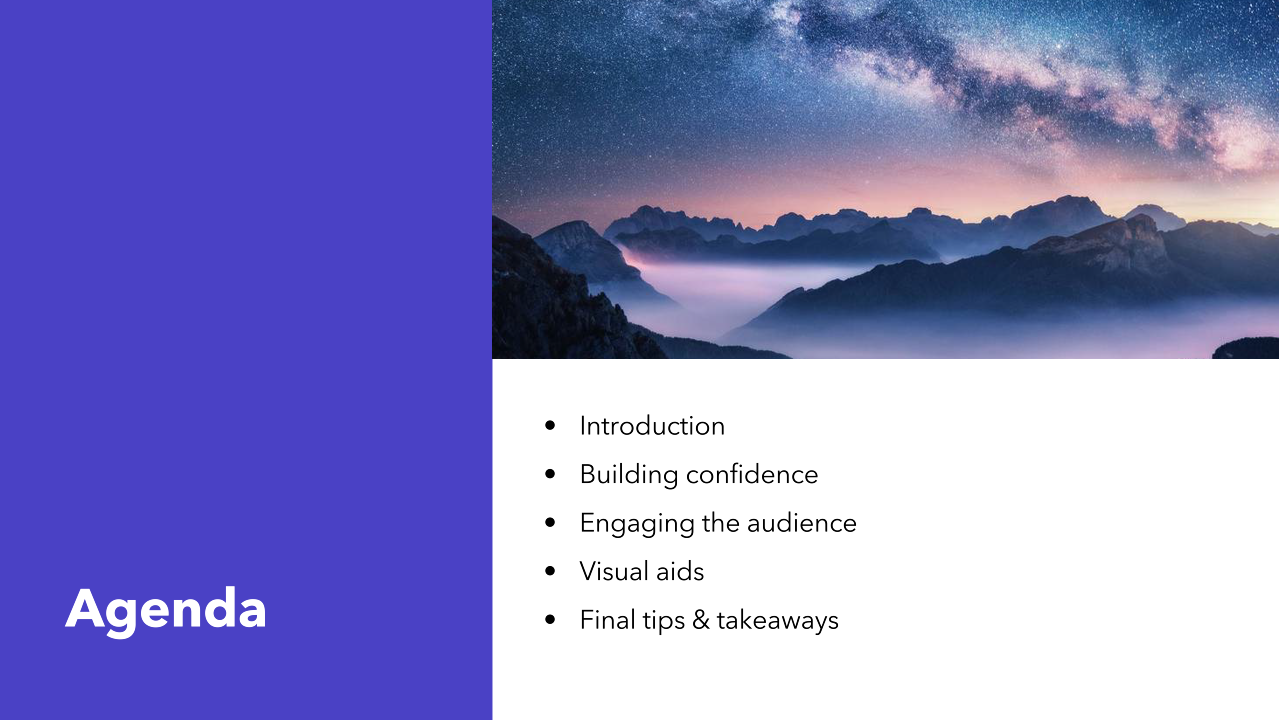 Agenda
• Introduction
• Building confidence
• Engaging the audience
• Visual aids
• Final tips & takeaways